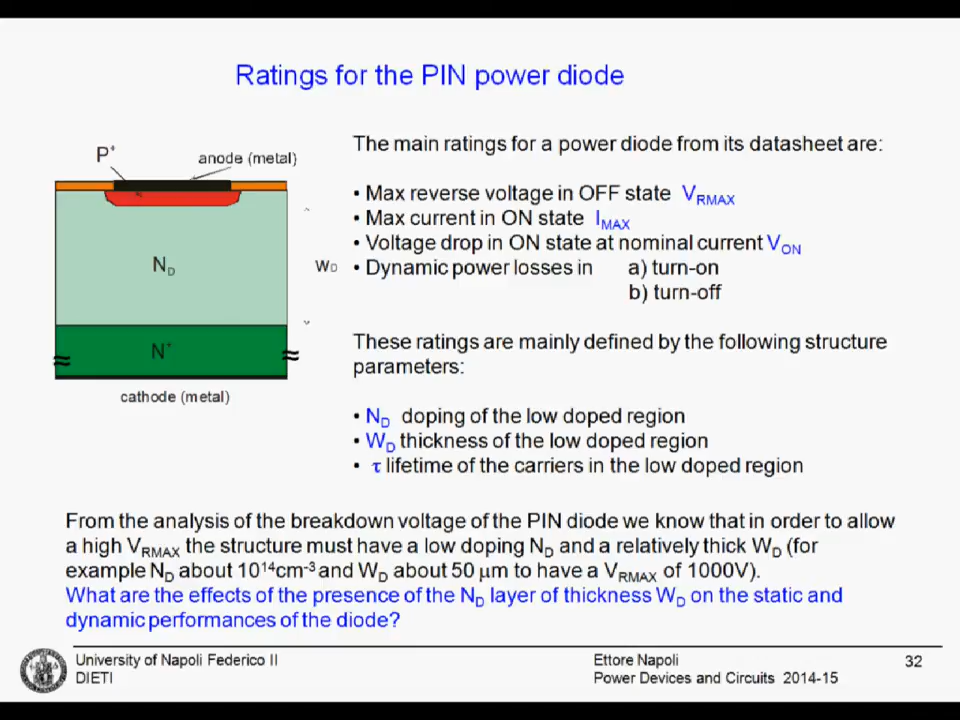 Ratings for the PIN power diode
P+
anode (metal)
ND
WD
N+
cathode (metal)
The main ratings for a power diode from its datasheet are:
• Max reverse voltage in OFF state VRMAX
• Max current in ON state IMAX
• Voltage drop in ON state at nominal current VON
• Dynamic power losses in a) turn-on
b) turn-off
These ratings are mainly defined by the following structure
parameters:
• ND doping of the low doped region
• WD thickness of the low doped region
• τ lifetime of the carriers in the low doped region
From the analysis of the breakdown voltage of the PIN diode we know that in order to allow
a high VRMAX the structure must have a low doping ND and a relatively thick WD (for
example ND about 10¹⁴cm⁻³ and WD about 50 μm to have a VRMAX of 1000V).
What are the effects of the presence of the ND layer of thickness WD on the static and
dynamic performances of the diode?
University of Napoli Federico II
DIETI
Ettore Napoli
Power Devices and Circuits 2014-15
32